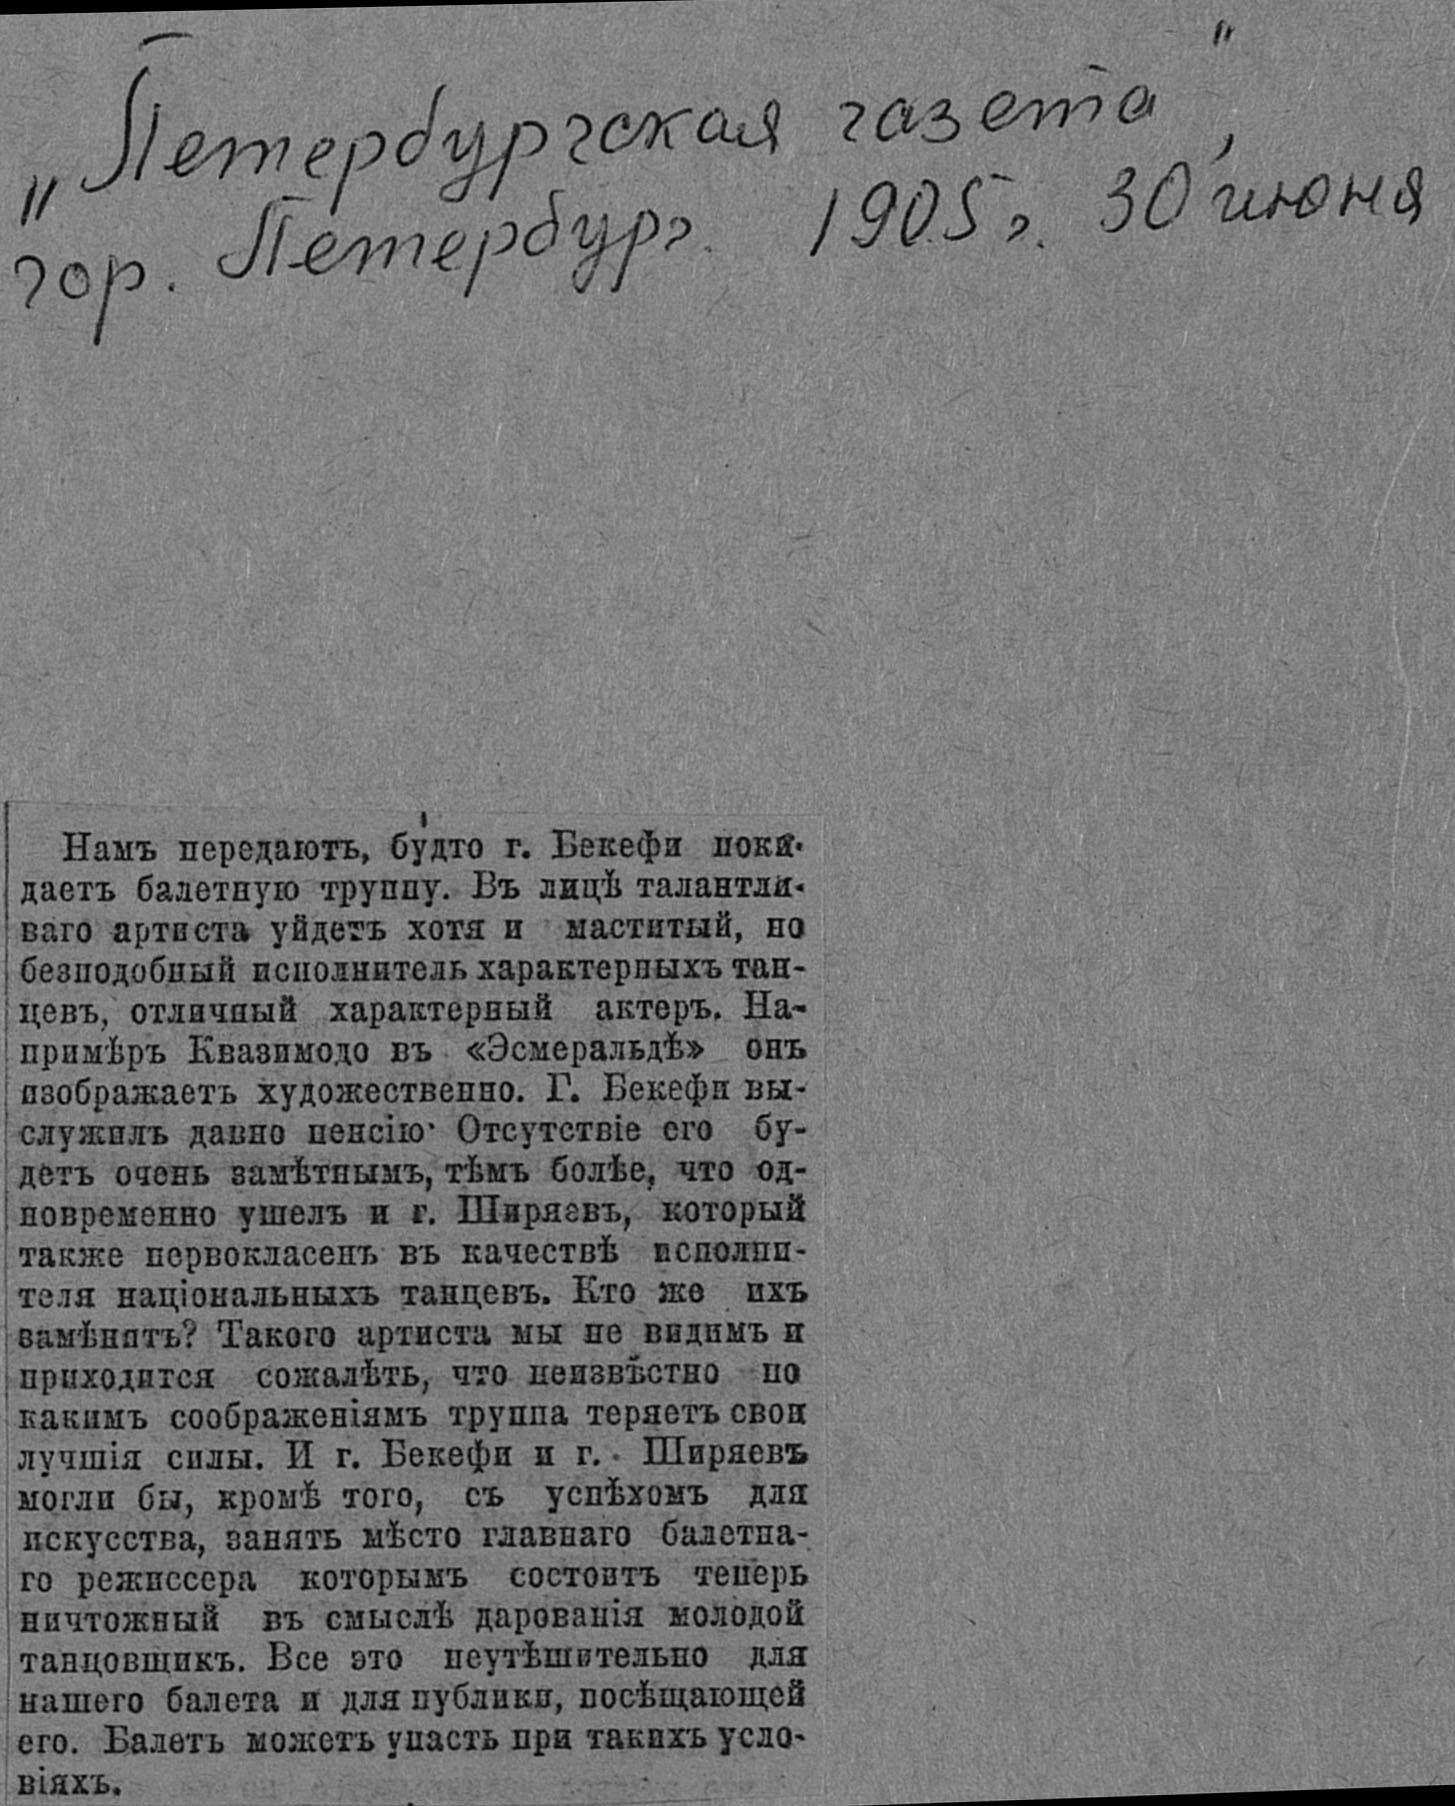 „Петербургская газета",
гор. Петербург. 1905 г. 30 июня
Намъ передаютъ, будто г. Бекефи поки-
даетъ балетную труппу. Въ лицѣ талантли-
ваго артиста уйдетъ хотя и маститый, но
безподобный исполнитель характерныхъ тан-
цевъ, отличный характерный актеръ. На-
примѣръ Квазимодо въ «Эсмеральдѣ» онъ
изображаетъ художественно. Г. Бекефи вы-
служилъ давно пенсію· Отсутствіе его бу-
детъ очень замѣтнымъ, тѣмъ болѣе, что од-
новременно ушелъ и г. Ширяевъ, который
также первокласенъ въ качествѣ исполни-
теля національныхъ танцевъ. Кто же ихъ
замѣнитъ? Такого артиста мы не видимъ и
приходится сожалѣть, что неизвѣстно по
какимъ соображеніямъ труппа теряетъ свои
лучшія силы. И г. Бекефи и г. Ширяевъ
могли бы, кромѣ того, съ успѣхомъ для
искусства, занять мѣсто главнаго балетна-
го режиссера которымъ состоитъ теперь
ничтожный въ смыслѣ дарованія молодой
танцовщикъ. Все это неутѣшительно для
нашего балета и для публики, посѣщающей
его. Балетъ можетъ упасть при такихъ усло-
віяхъ.